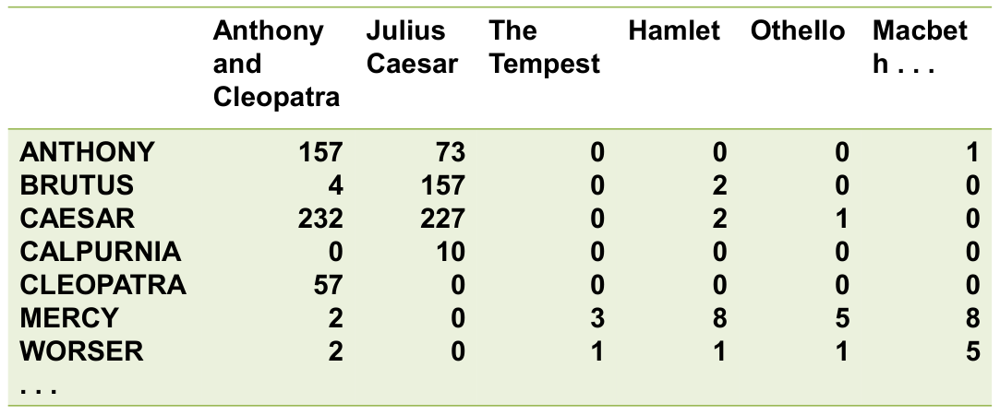 Anthony and Cleopatra Julius Caesar The Tempest Hamlet Othello Macbeth . . .
ANTHONY 157 73 0 0 0 1
BRUTUS 4 157 0 2 0 0
CAESAR 232 227 0 2 1 0
CALPURNIA 0 10 0 0 0 0
CLEOPATRA 57 0 0 0 0 0
MERCY 2 0 3 8 5 8
WORSER 2 0 1 1 1 5
. . .